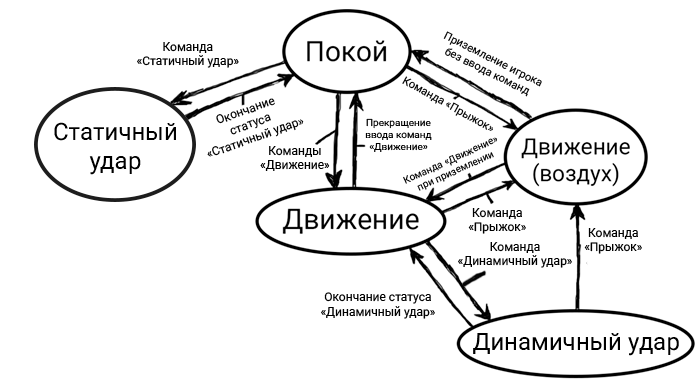 Покой
Команда
«Статичный удар»
Приземление игрока
без ввода команд
Окончание
статуса
«Статичный удар»
Команда «Прыжок»
Статичный
удар
Команды
«Движение»
Прекращение
ввода команд
«Движение»
Движение
(воздух)
Команда «Движение»
при приземлении
Движение
Команда
«Прыжок»
Команда
«Прыжок»
Команда
«Динамичный удар»
Окончание статуса
«Динамичный удар»
Динамичный удар